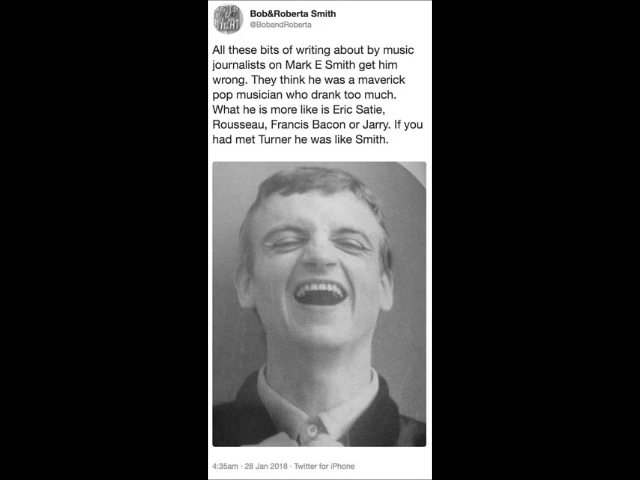 Bob&Roberta Smith
@BobandRoberta
All these bits of writing about by music
journalists on Mark E Smith get him
wrong. They think he was a maverick
pop musician who drank too much.
What he is more like is Eric Satie,
Rousseau, Francis Bacon or Jarry. If you
had met Turner he was like Smith.
4:35am · 28 Jan 2018 · Twitter for iPhone